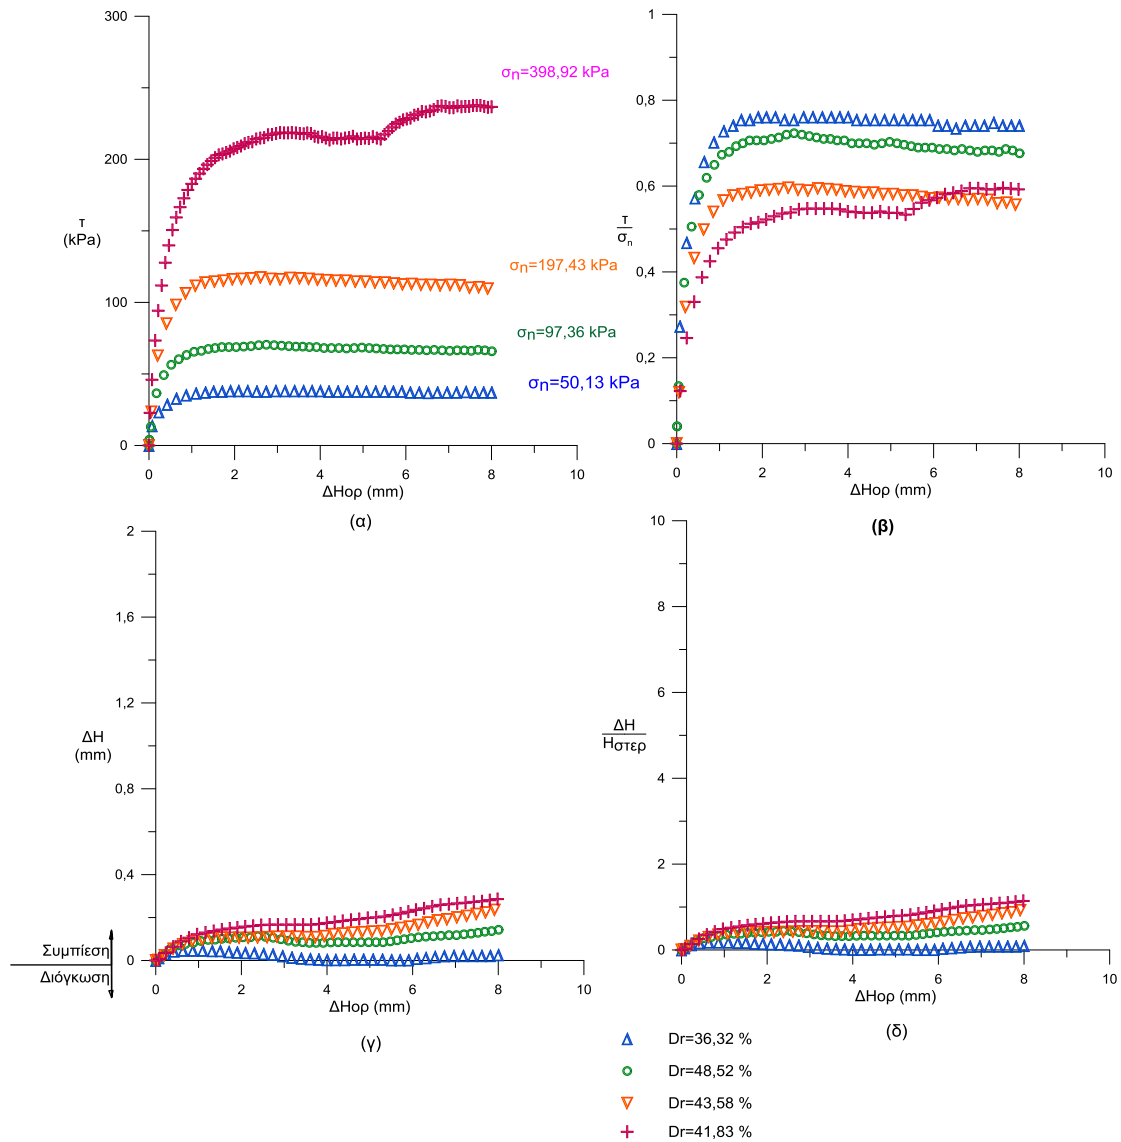 300
200
100
0
τ
(kPa)
σn=398,92 kPa
σn=197,43 kPa
σn=97,36 kPa
σn=50,13 kPa
0 2 4 6 8 10
ΔHορ (mm)
(α)
1
0,8
0,6
0,4
0,2
0
τ
σn
0 2 4 6 8 10
ΔHορ (mm)
(β)
2
1,6
1,2
0,8
0,4
0
ΔH
(mm)
Συμπίεση
Διόγκωση
0 2 4 6 8 10
ΔHορ (mm)
(γ)
10
8
6
4
2
0
ΔH
Hστερ
0 2 4 6 8 10
ΔHορ (mm)
(δ)
Dr=36,32 %
Dr=48,52 %
Dr=43,58 %
Dr=41,83 %